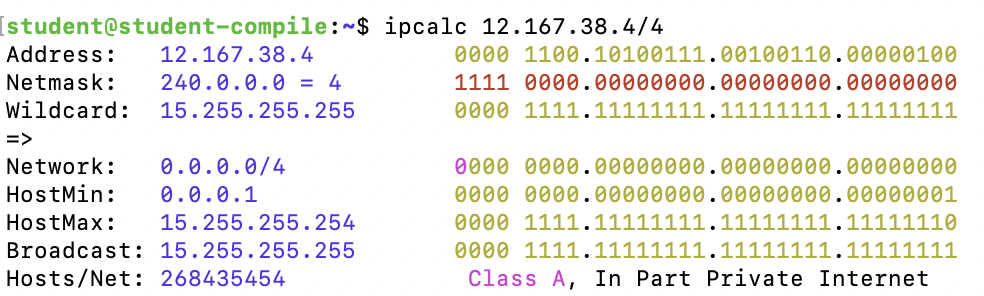 [student@student-compile:~$ ipcalc 12.167.38.4/4
Address: 12.167.38.4 0000 1100.10100111.00100110.00000100
Netmask: 240.0.0.0 = 4 1111 0000.00000000.00000000.00000000
Wildcard: 15.255.255.255 0000 1111.11111111.11111111.11111111
=>
Network: 0.0.0.0/4 0000 0000.00000000.00000000.00000000
HostMin: 0.0.0.1 0000 0000.00000000.00000000.00000001
HostMax: 15.255.255.254 0000 1111.11111111.11111111.11111110
Broadcast: 15.255.255.255 0000 1111.11111111.11111111.11111111
Hosts/Net: 268435454 Class A, In Part Private Internet